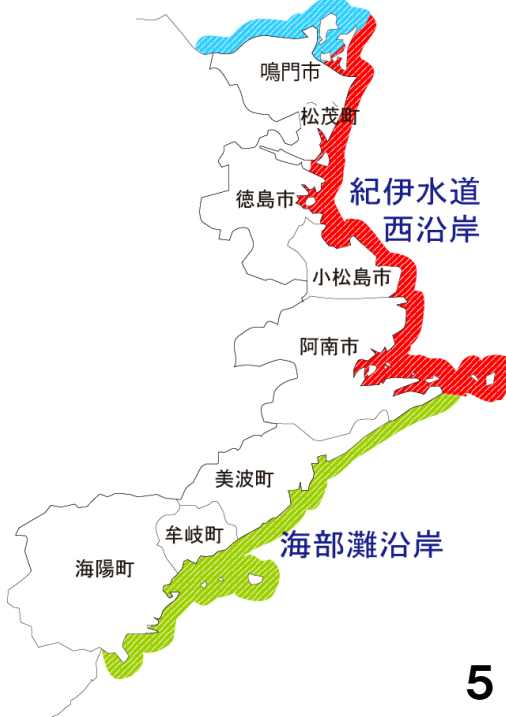 鳴門市
松茂町
徳島市
紀伊水道
西沿岸
小松島市
阿南市
美波町
牟岐町
海部灘沿岸
海陽町
5